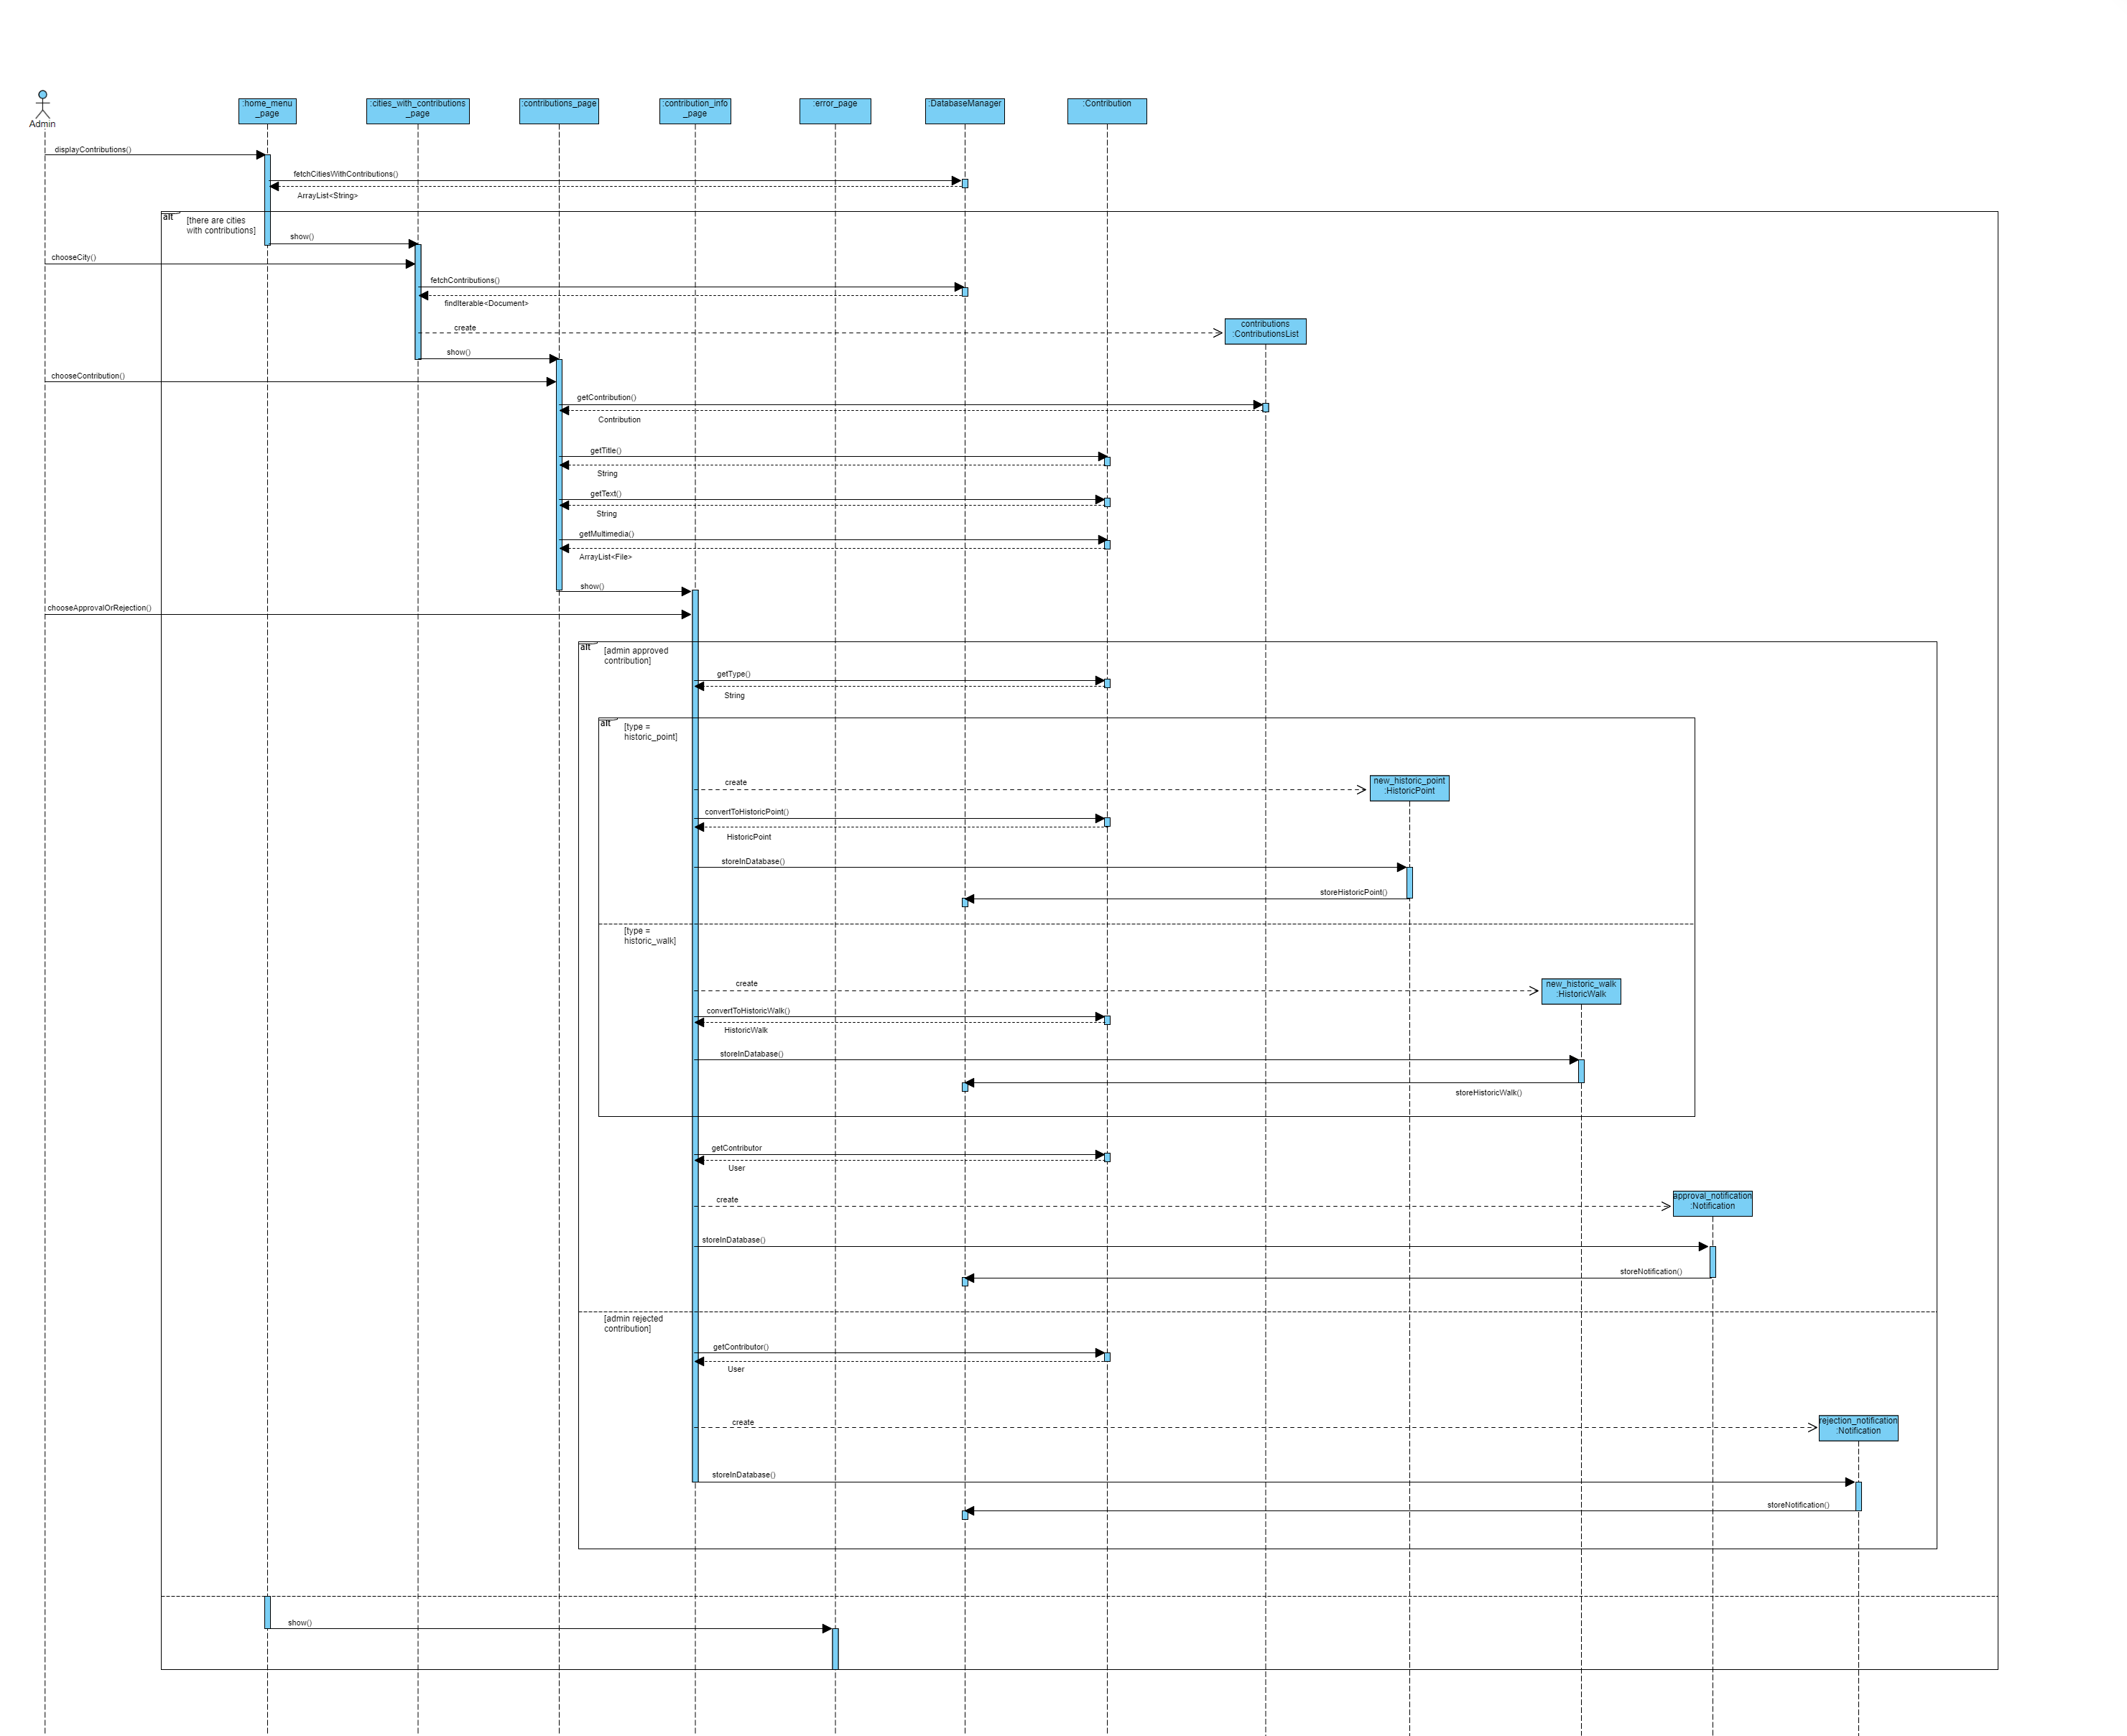 Admin
:home_menu
_page
:cities_with_contributions
_page
:contributions_page
:contribution_info
_page
:error_page
:DatabaseManager
:Contribution
displayContributions()
fetchCitiesWithContributions()
ArrayList<String>
alt
[there are cities
with contributions]
show()
chooseCity()
fetchContributions()
findIterable<Document>
create
contributions
:ContributionsList
show()
chooseContribution()
getContribution()
Contribution
getTitle()
String
getText()
String
getMultimedia()
ArrayList<File>
show()
chooseApprovalOrRejection()
alt
[admin approved
contribution]
getType()
String
alt
[type =
historic_point]
create
new_historic_point
:HistoricPoint
convertToHistoricPoint()
HistoricPoint
storeInDatabase()
storeHistoricPoint()
[type =
historic_walk]
create
new_historic_walk
:HistoricWalk
convertToHistoricWalk()
HistoricWalk
storeInDatabase()
storeHistoricWalk()
getContributor
User
create
approval_notification
:Notification
storeInDatabase()
storeNotification()
[admin rejected
contribution]
getContributor()
User
create
rejection_notification
:Notification
storeInDatabase()
storeNotification()
show()